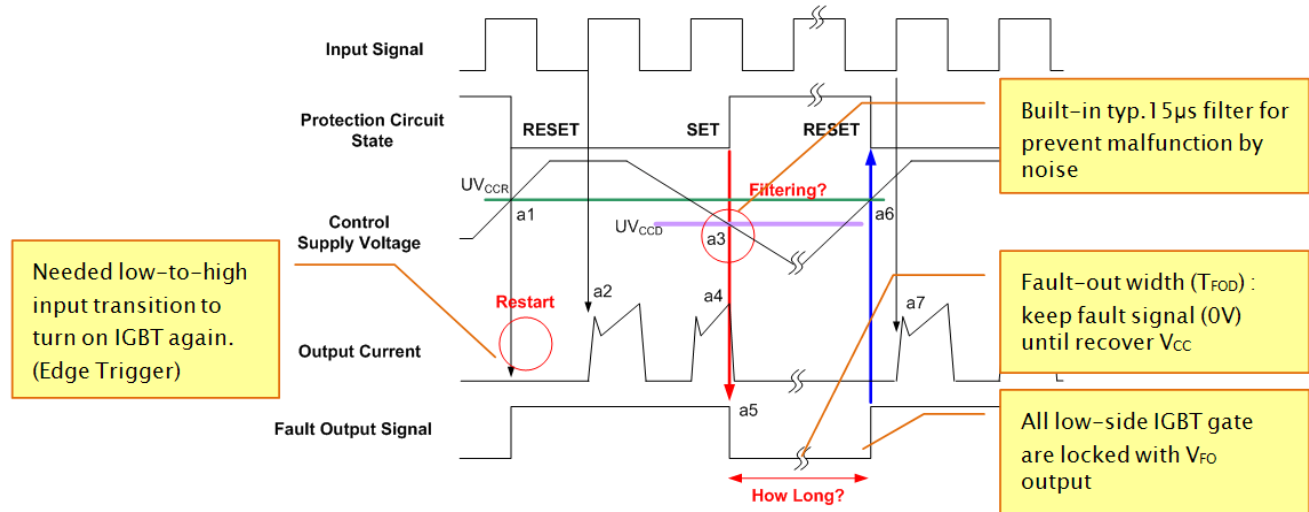 Input Signal
Protection Circuit
State
RESET
SET
RESET
Built-in typ.15µs filter for
prevent malfunction by
noise
UVCCR
Filtering?
a1
a6
Control
Supply Voltage
UVCCD
a3
Needed low-to-high
input transition to
turn on IGBT again.
(Edge Trigger)
Restart
a2
a4
a7
Fault-out width (TFOD) :
keep fault signal (0V)
until recover VCC
Output Current
a5
Fault Output Signal
All low-side IGBT gate
are locked with VFO
output
How Long?